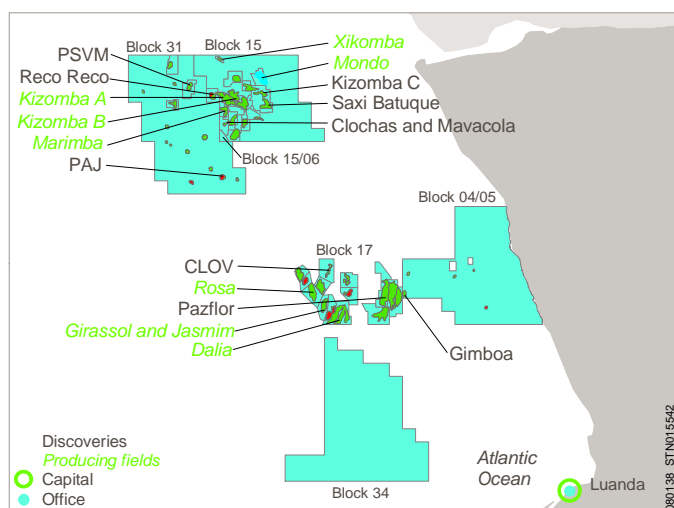 Block 31
Block 15
Xikomba
PSVM
Mondo
Reco Reco
Kizomba C
Kizomba A
Saxi Batuque
Kizomba B
Clochas and Mavacola
Marimba
Block 15/06
PAJ
Block 04/05
Block 17
CLOV
Rosa
Pazflor
Girassol and Jasmim
Gimboa
Dalia
Discoveries
Producing fields
Capital
Office
Block 34
Atlantic
Ocean
Luanda
080138_STN015542